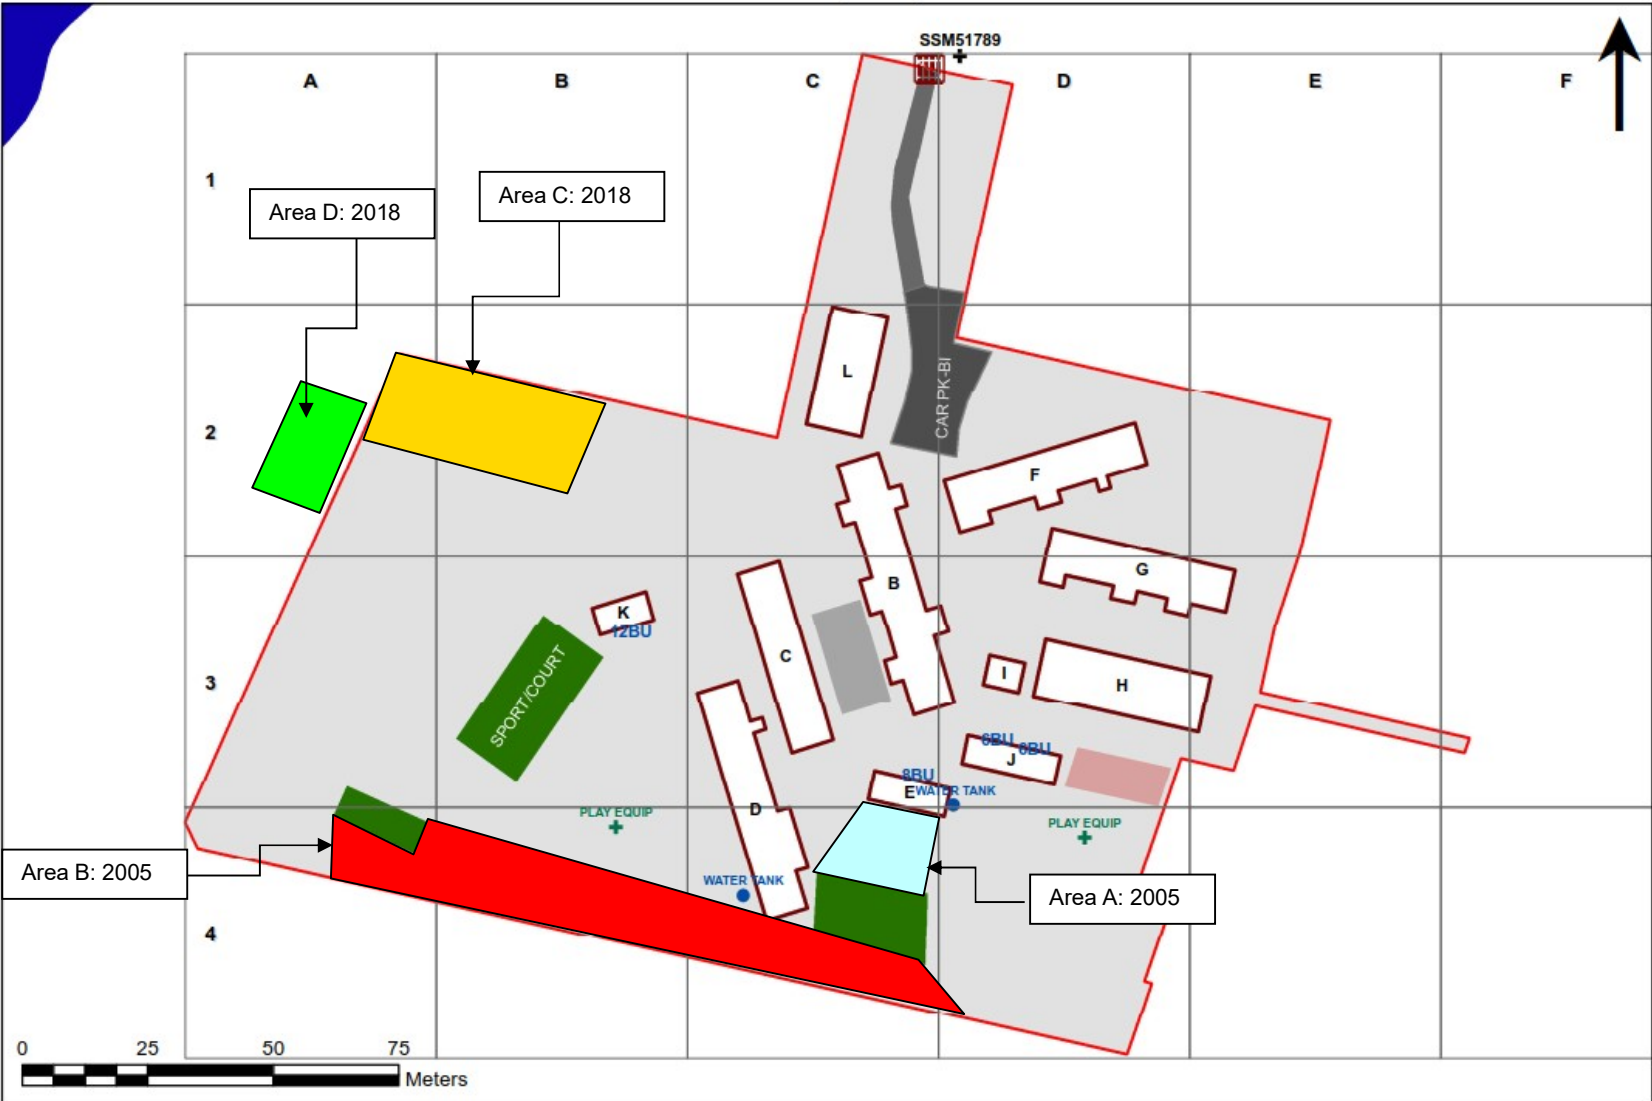 SSM51789
A
B
C
D
E
F
1
Area D: 2018
Area C: 2018
L
CAR PK-BI
2
F
G
B
K
12BU
C
I
H
3
SPORT/COURT
6BU
6BU
J
8BU
E
WATER TANK
D
PLAY EQUIP
PLAY EQUIP
Area B: 2005
WATER TANK
Area A: 2005
4
0
25
50
75
Meters